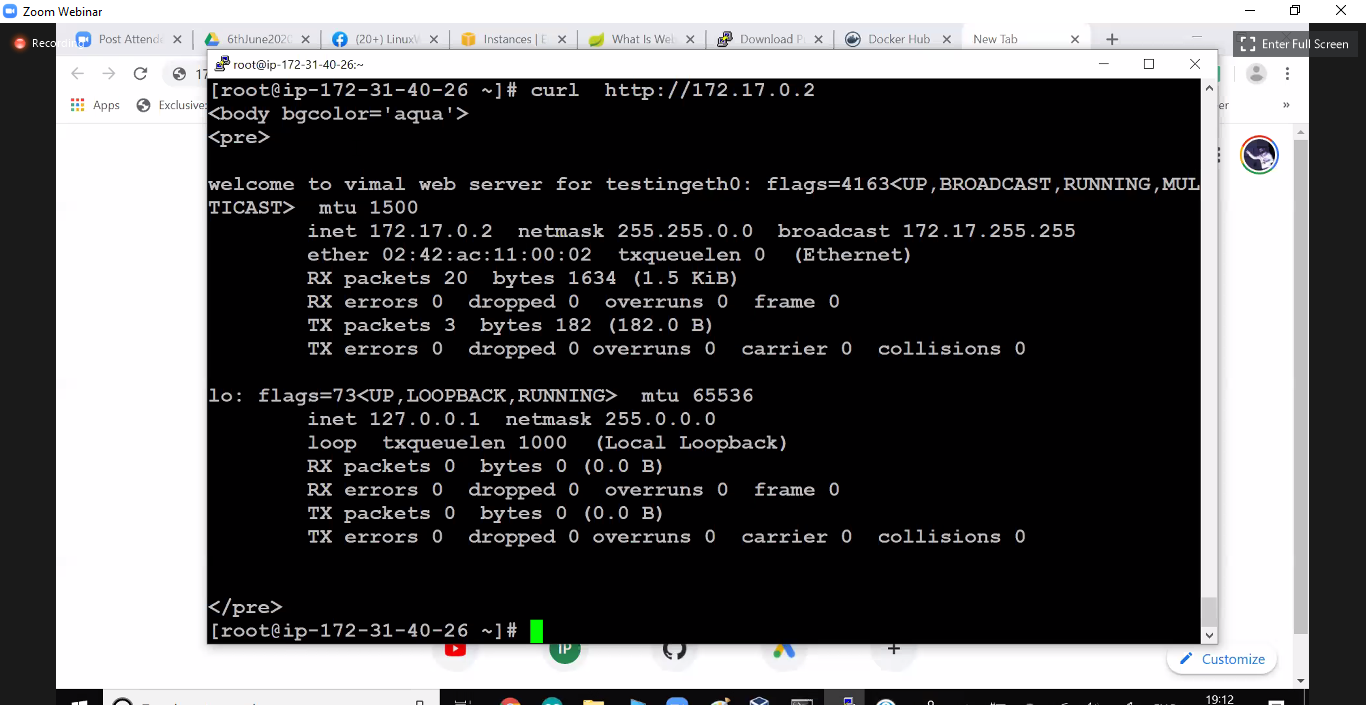 Zoom Webinar
Recording
Post Attende
6thJune2020
(20+) LinuxW
Instances | E
What Is Web
Download P
Docker Hub
New Tab
Enter Full Screen
17
root@ip-172-31-40-26:~
Apps
Exclusive
er
»
[root@ip-172-31-40-26 ~]# curl  http://172.17.0.2
<body bgcolor='aqua'>
<pre>
welcome to vimal web server for testingeth0: flags=4163<UP,BROADCAST,RUNNING,MUL
TICAST>  mtu 1500
        inet 172.17.0.2  netmask 255.255.0.0  broadcast 172.17.255.255
        ether 02:42:ac:11:00:02  txqueuelen 0  (Ethernet)
        RX packets 20  bytes 1634 (1.5 KiB)
        RX errors 0  dropped 0  overruns 0  frame 0
        TX packets 3  bytes 182 (182.0 B)
        TX errors 0  dropped 0 overruns 0  carrier 0  collisions 0
lo: flags=73<UP,LOOPBACK,RUNNING>  mtu 65536
        inet 127.0.0.1  netmask 255.0.0.0
        loop  txqueuelen 1000  (Local Loopback)
        RX packets 0  bytes 0 (0.0 B)
        RX errors 0  dropped 0  overruns 0  frame 0
        TX packets 0  bytes 0 (0.0 B)
        TX errors 0  dropped 0 overruns 0  carrier 0  collisions 0
</pre>
[root@ip-172-31-40-26 ~]#
IP
Customize
19:12